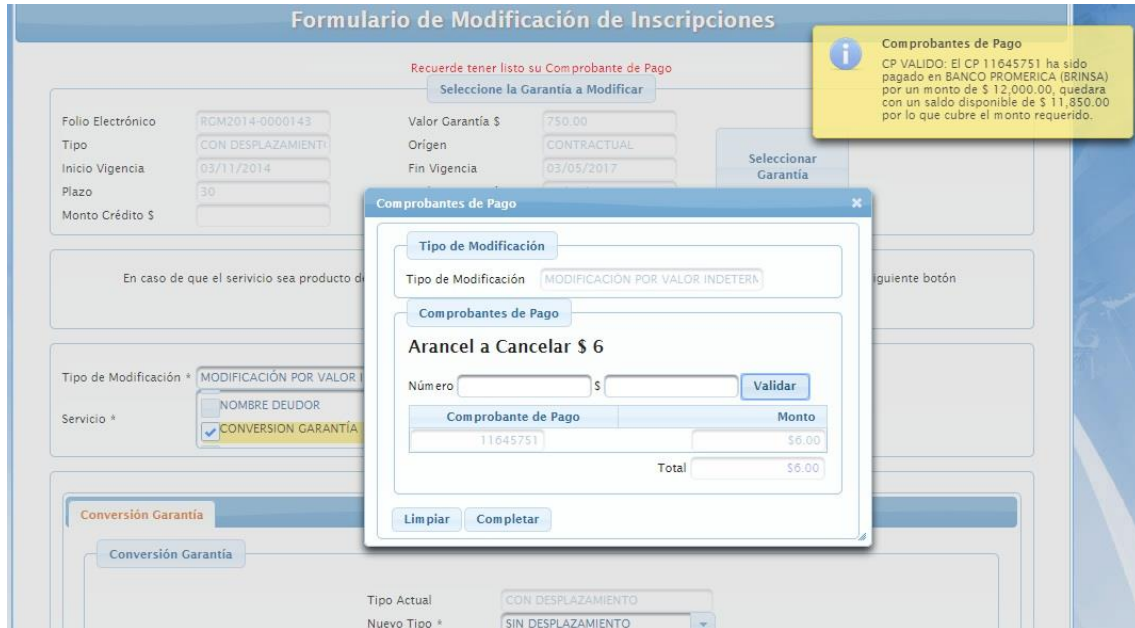 Formulario de Modificación de Inscripciones
Comprobantes de Pago
CP VALIDO: El CP 11645751 ha sido
pagado en BANCO PROMERICA (BRINSA)
por un monto de $ 12,000.00, quedara
con un saldo disponible de $ 11,850.00
por lo que cubre el monto requerido.
Recuerde tener listo su Comprobante de Pago
Seleccione la Garantía a Modificar
Folio Electrónico RGM2014-0000143 Valor Garantía $ 750.00
Tipo CON DESPLAZAMIENT Orígen CONTRACTUAL
Inicio Vigencia 03/11/2014 Fin Vigencia 03/05/2017
Seleccionar
Garantía
Plazo 30
Monto Crédito $
Comprobantes de Pago
Tipo de Modificación
Tipo de Modificación MODIFICACIÓN POR VALOR INDETERM
Comprobantes de Pago
Arancel a Cancelar $ 6
Número $ Validar
Comprobante de Pago Monto
11645751 $6.00
Total $6.00
Limpiar Completar
En caso de que el serivicio sea producto d
iguiente botón
Tipo de Modificación * MODIFICACIÓN POR VALOR I
Servicio *
NOMBRE DEUDOR
CONVERSION GARANTÍA
Conversión Garantía
Conversión Garantía
Tipo Actual CON DESPLAZAMIENTO
Nuevo Tipo * SIN DESPLAZAMIENTO